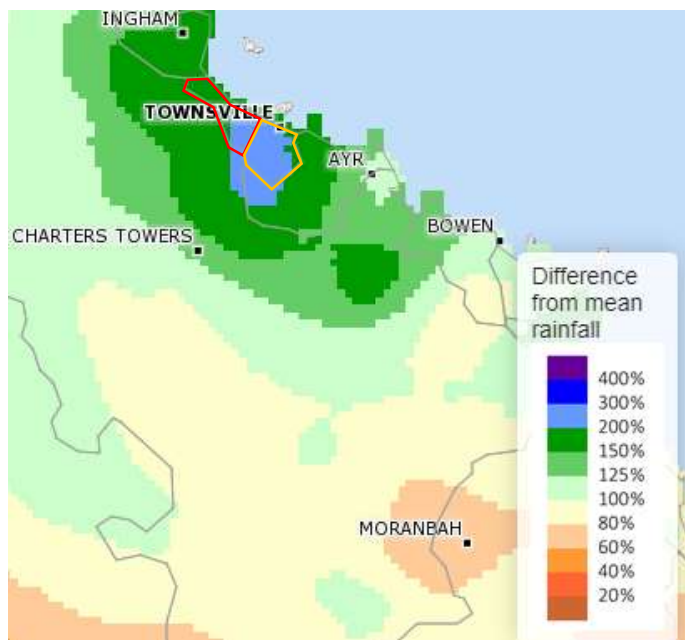 INGHAM
TOWNSVILLE
AYR
CHARTERS TOWERS
BOWEN
MORANBAH
Difference
from mean
rainfall
400%
300%
200%
150%
125%
100%
80%
60%
40%
20%